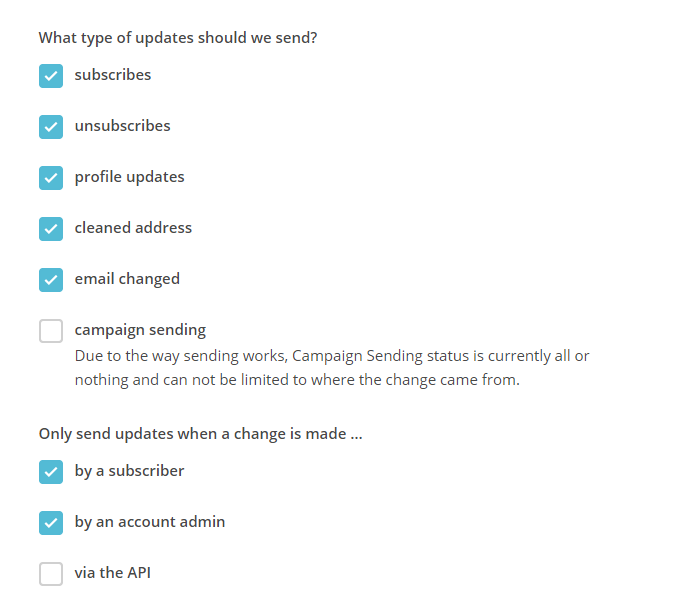 What type of updates should we send?
subscribes
unsubscribes
profile updates
cleaned address
email changed
campaign sending
Due to the way sending works, Campaign Sending status is currently all or
nothing and can not be limited to where the change came from.
Only send updates when a change is made ...
by a subscriber
by an account admin
via the API